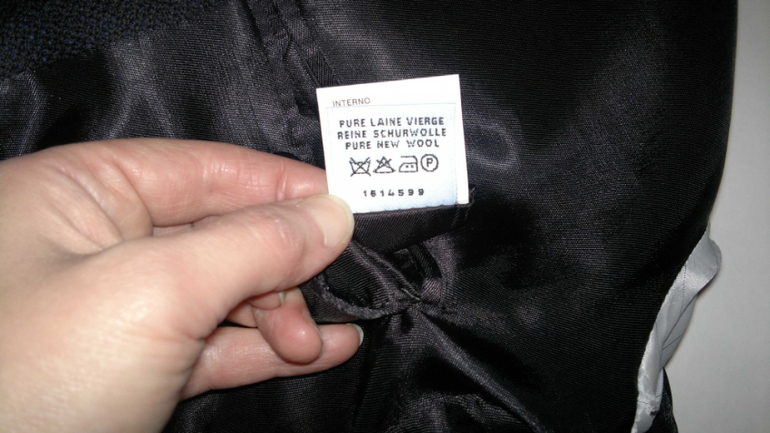 INTERNO
PURE LAINE VIERGE
REINE SCHURWOLLE
PURE NEW WOOL
P
1614599